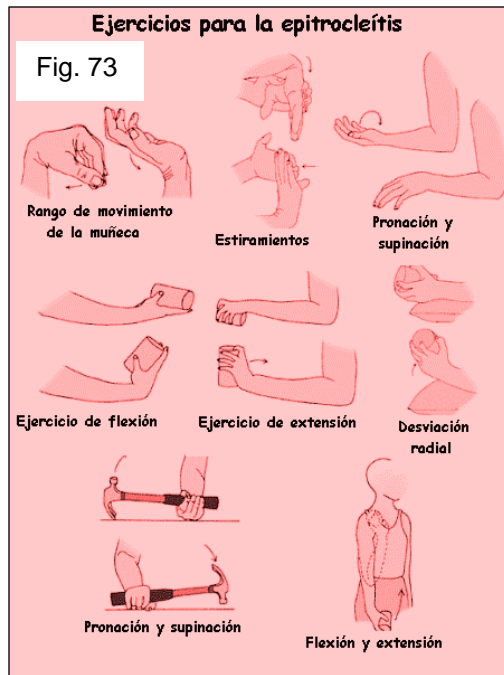 Ejercicios para la epitrocleítis
Fig. 73
Rango de movimiento
de la muñeca
Estiramientos
Pronación y
supinación
Ejercicio de flexión
Ejercicio de extensión
Desviación
radial
Pronación y supinación
Flexión y extensión